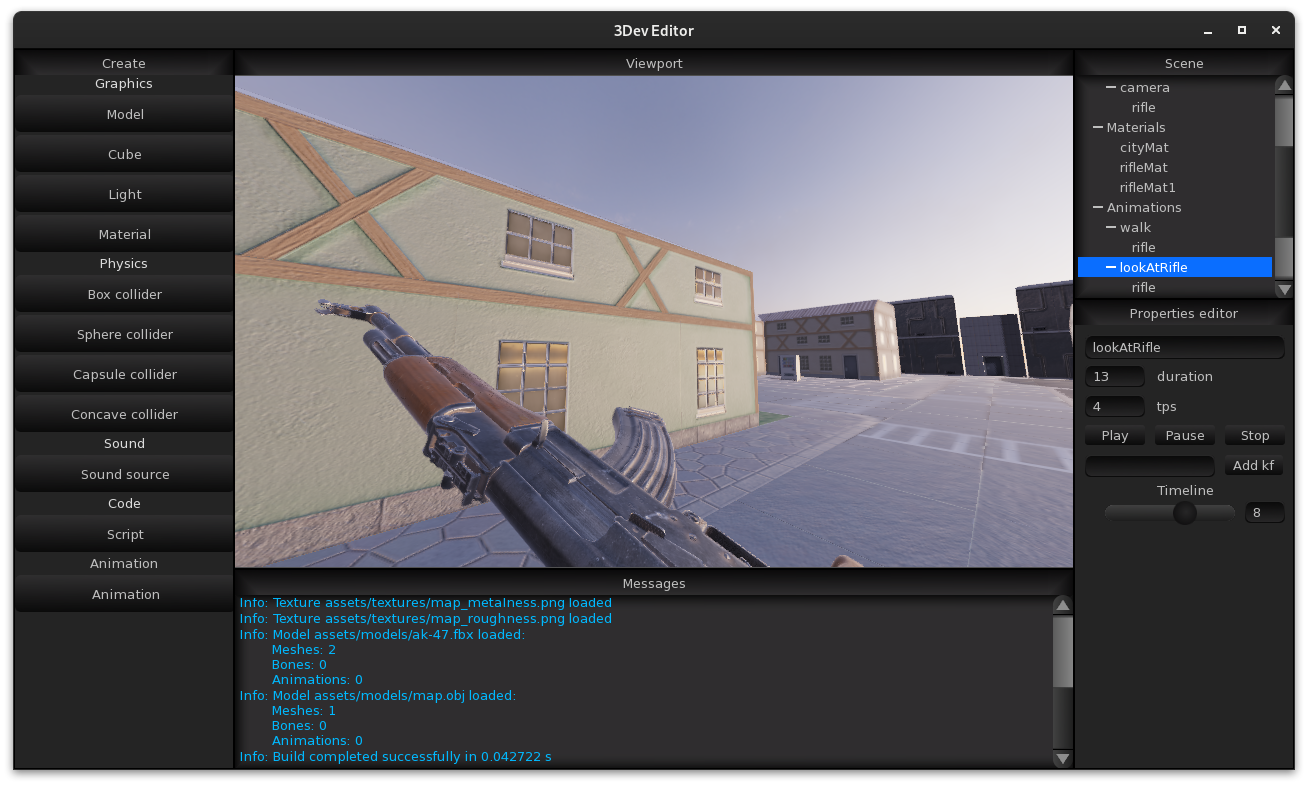 3Dev Editor
Create
Graphics
Model
Cube
Light
Material
Physics
Box collider
Sphere collider
Capsule collider
Concave collider
Sound
Sound source
Code
Script
Animation
Animation
Viewport
Messages
Info: Texture assets/textures/map_metalness.png loaded
Info: Texture assets/textures/map_roughness.png loaded
Info: Model assets/models/ak-47.fbx loaded:
Meshes: 2
Bones: 0
Animations: 0
Info: Model assets/models/map.obj loaded:
Meshes: 1
Bones: 0
Animations: 0
Info: Build completed successfully in 0.042722 s
Scene
camera
rifle
Materials
cityMat
rifleMat
rifleMat1
Animations
walk
rifle
lookAtRifle
rifle
Properties editor
lookAtRifle
13 duration
4 tps
Play Pause Stop
Add kf
Timeline
8